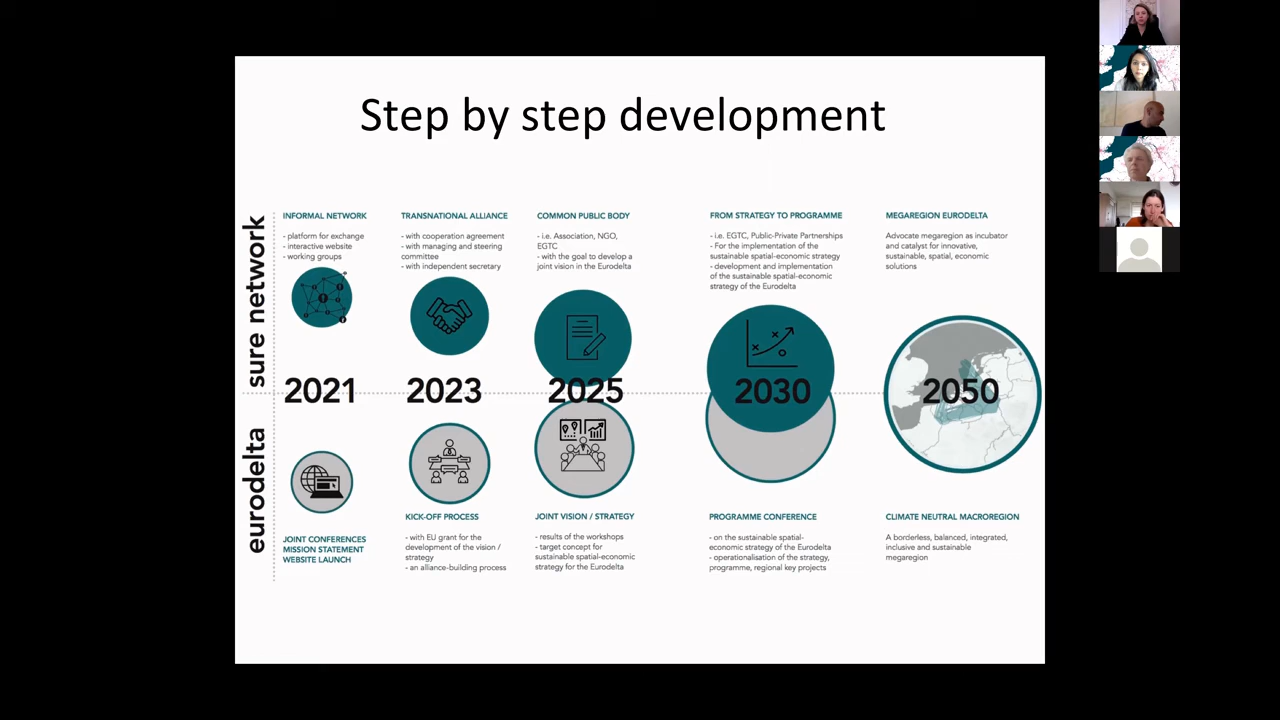 Step by step development
sure network
INFORMAL NETWORK
- platform for exchange
- interactive website
- working groups
TRANSNATIONAL ALLIANCE
- with cooperation agreement
- with managing and steering
committee
- with independent secretary
COMMON PUBLIC BODY
- i.e. Association, NGO,
EGTC
- with the goal to develop a
joint vision in the Eurodelta
FROM STRATEGY TO PROGRAMME
- i.e. EGTC, Public-Private Partnerships
- For the implementation of the
sustainable spatial-economic strategy
- development and implementation
of the sustainable spatial-economic
strategy of the Eurodelta
MEGAREGION EURODELTA
Advocate megaregion as incubator
and catalyst for innovative,
sustainable, spatial, economic
solutions
2021
2023
2025
2030
2050
eurodelta
JOINT CONFERENCES
MISSION STATEMENT
WEBSITE LAUNCH
KICK-OFF PROCESS
- with EU grant for the
development of the vision /
strategy
- an alliance-building process
JOINT VISION / STRATEGY
- results of the workshops
- target concept for
sustainable spatial-economic
strategy for the Eurodelta
PROGRAMME CONFERENCE
- on the sustainable spatial-
economic strategy of the Eurodelta
- operationalisation of the strategy,
programme, regional key projects
CLIMATE NEUTRAL MACROREGION
A borderless, balanced, integrated,
inclusive and sustainable
megaregion